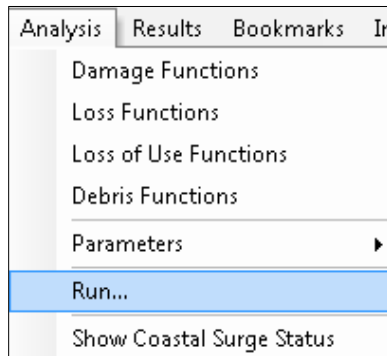 Analysis Results Bookmarks
Damage Functions
Loss Functions
Loss of Use Functions
Debris Functions
Parameters
Run...
Show Coastal Surge Status